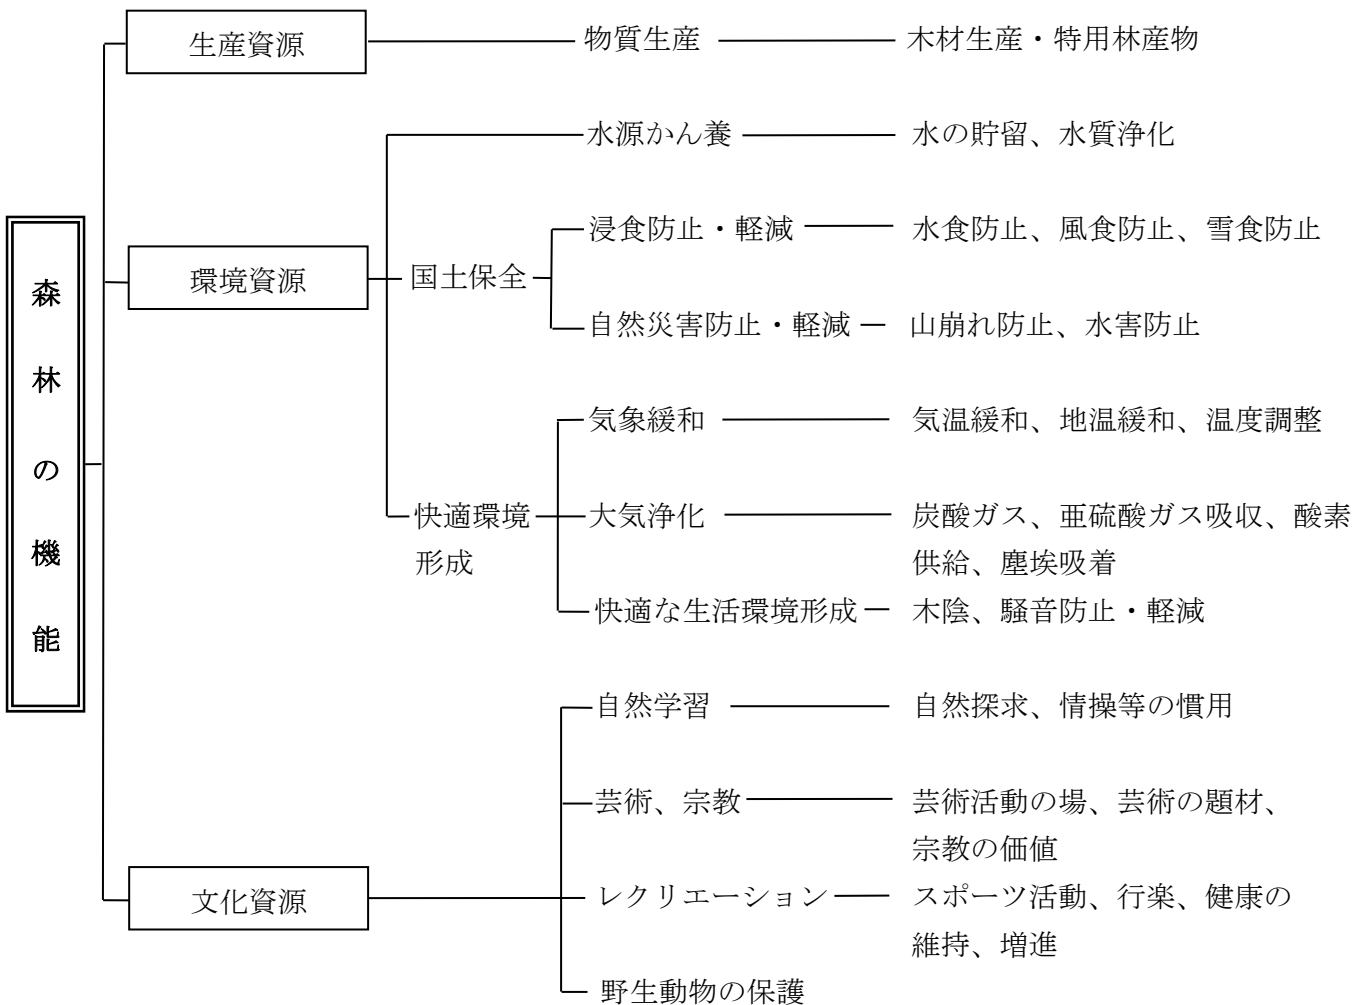 森林の機能
生産資源
物質生産
木材生産・特用林産物
環境資源
水源かん養
水の貯留、水質浄化
国土保全
浸食防止・軽減
水食防止、風食防止、雪食防止
自然災害防止・軽減
山崩れ防止、水害防止
快適環境
形成
気象緩和
気温緩和、地温緩和、温度調整
大気浄化
炭酸ガス、亜硫酸ガス吸収、酸素
供給、塵埃吸着
快適な生活環境形成
木陰、騒音防止・軽減
文化資源
自然学習
自然探求、情操等の慣用
芸術、宗教
芸術活動の場、芸術の題材、
宗教の価値
レクリエーション
スポーツ活動、行楽、健康の
維持、増進
野生動物の保護